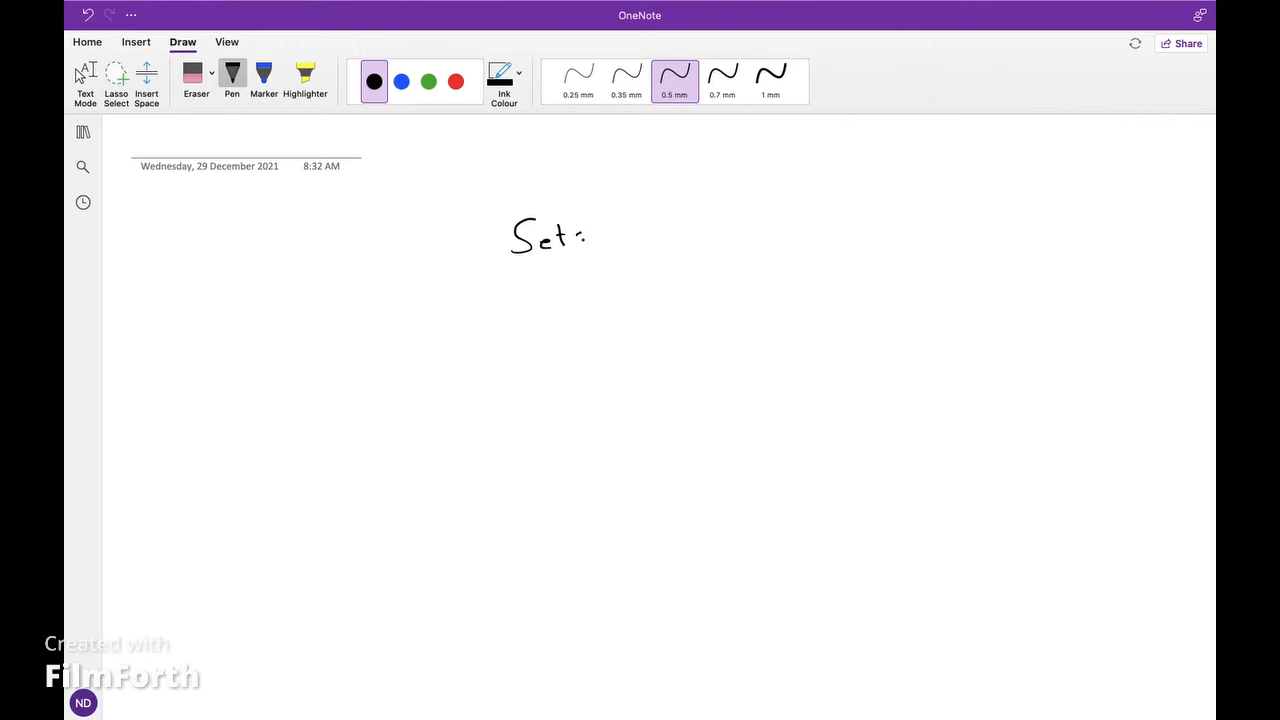 OneNote
Home Insert Draw View
Share
Text Mode
Lasso Select
Insert Space
Eraser
Pen
Marker
Highlighter
Ink Colour
0.25 mm 0.35 mm 0.5 mm 0.7 mm 1 mm
Wednesday, 29 December 2021 8:32 AM
Set
Created with
FilmForth
ND